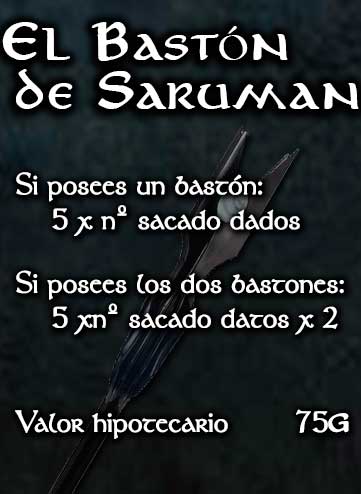 El Bastón
de Saruman
Si posees un bastón:
5 x nº sacado dados
Si posees los dos bastones:
5 xnº sacado datos x 2
Valor hipotecario 75G